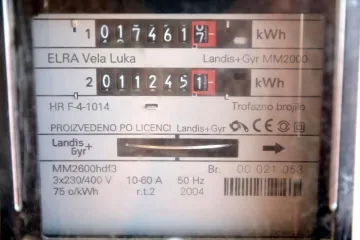 1 017461 kWh
ELRA Vela Luka Landis+Gyr MM2000
2 0112451 kWh
HR F-4-1014 Trofazno brojilo
PROIZVEDENO PO LICENCI Landis+Gyr CE
Landis+ &Gyr+
MM2600hdf3 Br. 00 021 053
3x230/400 V 10-60 A 50 Hz
75 o/kWh r.t.2 2004